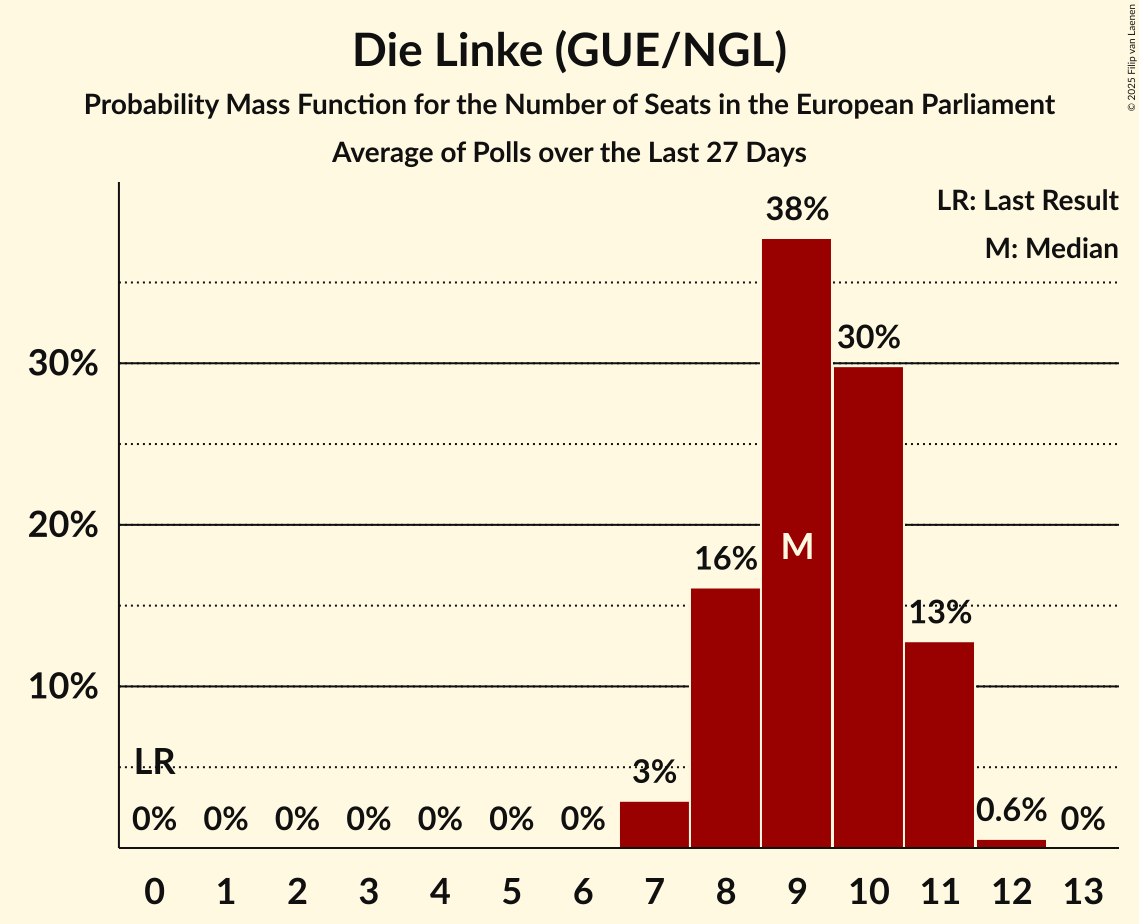 Die Linke (GUE/NGL)
Probability Mass Function for the Number of Seats in the European Parliament
Average of Polls over the Last 27 Days
© 2025 Filip van Laenen
LR: Last Result
M: Median
38%
30%
30%
20%
16%
M
13%
10%
LR
3%
0% 0% 0% 0% 0% 0% 0% 0.6% 0%
0 1 2 3 4 5 6 7 8 9 10 11 12 13